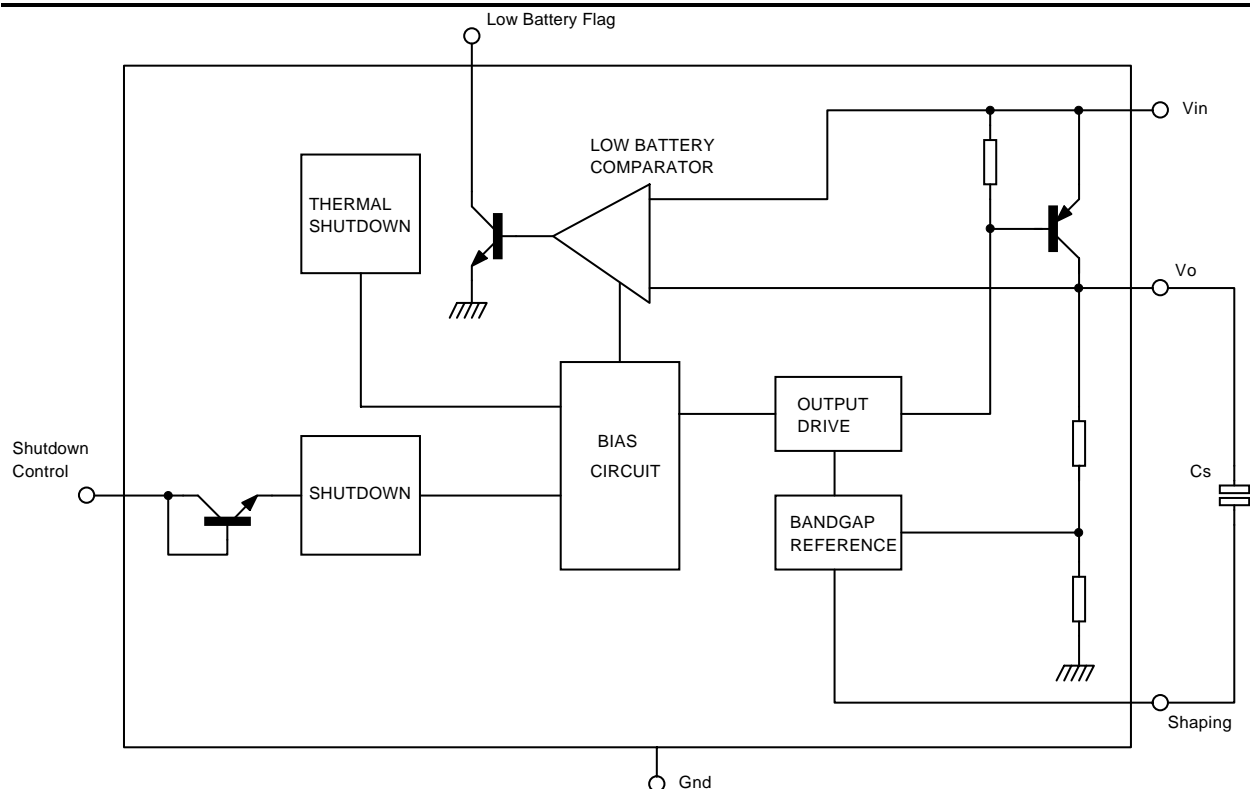 Low Battery Flag
Vin
LOW BATTERY
COMPARATOR
THERMAL
SHUTDOWN
Vo
OUTPUT
DRIVE
BIAS
CIRCUIT
Shutdown
Control
SHUTDOWN
Cs
BANDGAP
REFERENCE
Shaping
Gnd